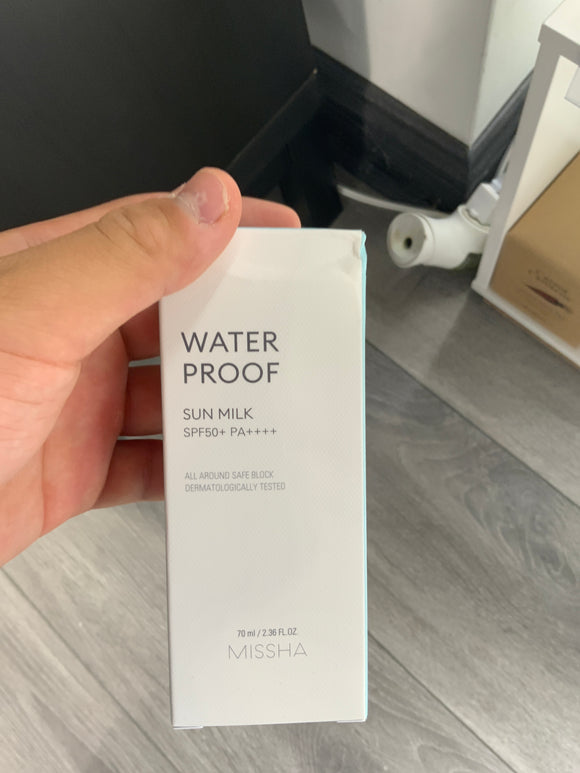 WATER
PROOF
SUN MILK
SPF50+ PA++++
ALL AROUND SAFE BLOCK
DERMATOLOGICALLY TESTED
70 ml / 2.36 FL.OZ.
MISSHA